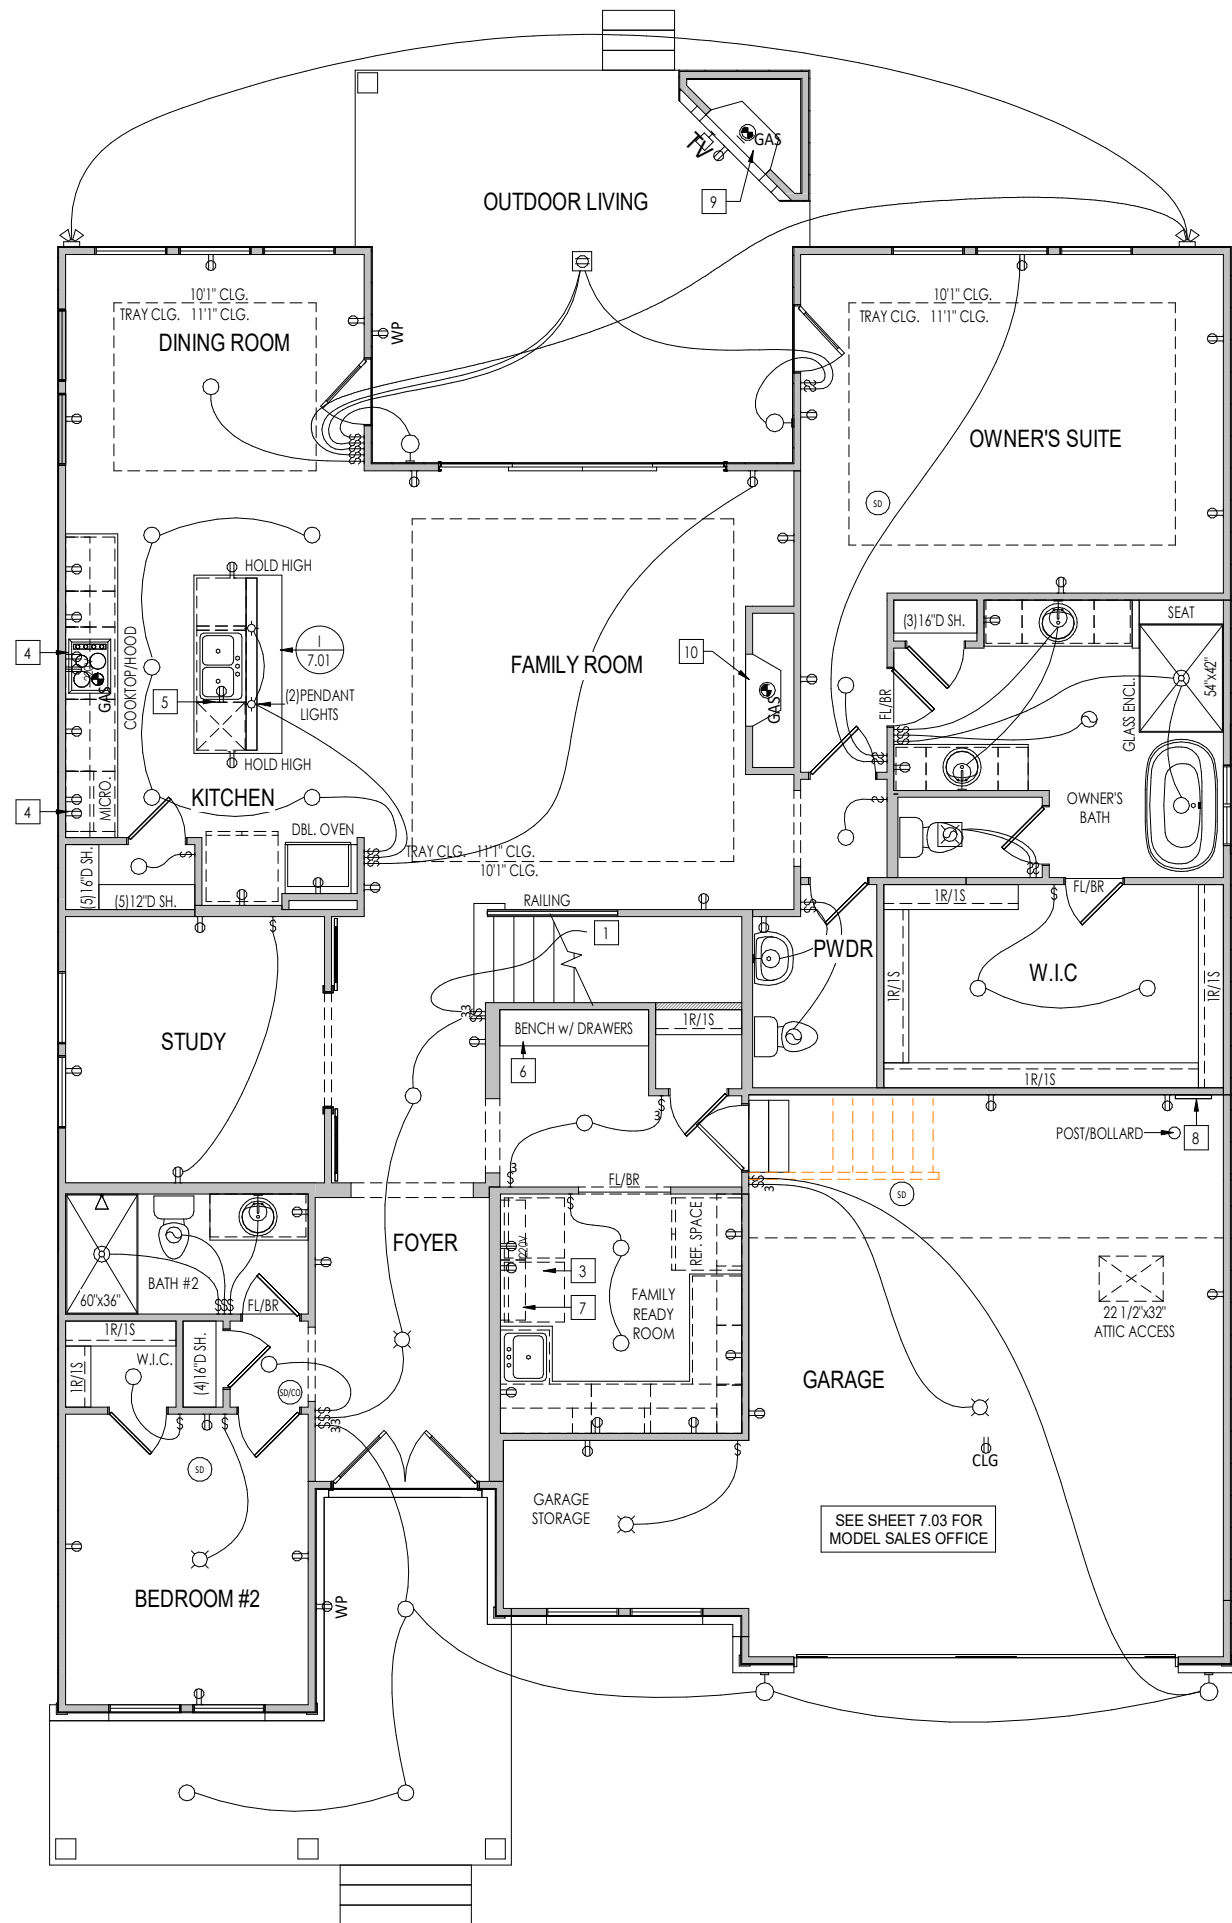 TV
GAS
9
OUTDOOR LIVING
10'1" CLG.
TRAY CLG. 11'1" CLG.
DINING ROOM
WP
10'1" CLG.
TRAY CLG. 11'1" CLG.
OWNER'S SUITE
SD
HOLD HIGH
4
COOKTOP/HOOD
GAS
5
1
7.01
(2)PENDANT
LIGHTS
HOLD HIGH
MICRO.
4
KITCHEN
DBL. OVEN
FAMILY ROOM
10
GAS
TRAY CLG. 11'1" CLG.
10'1" CLG.
(3)16"D SH.
SEAT
54"x42"
GLASS ENCL.
FL/BR
OWNER'S
BATH
FL/BR
(5)16"D SH.
(5)12"D SH.
RAILING
1
PWDR
1R/1S
1R/1S
W.I.C
1R/1S
1R/1S
STUDY
BENCH w/ DRAWERS
6
1R/1S
POST/BOLLARD
8
SD
FL/BR
FOYER
220V
REF. SPACE
3
7
FAMILY
READY
ROOM
22 1/2"x32"
ATTIC ACCESS
60"x36"
BATH #2
FL/BR
1R/1S
1R/1S
W.I.C.
(4)16"D SH.
SD/CO
SD
GARAGE
CLG
GARAGE
STORAGE
SEE SHEET 7.03 FOR
MODEL SALES OFFICE
BEDROOM #2
WP